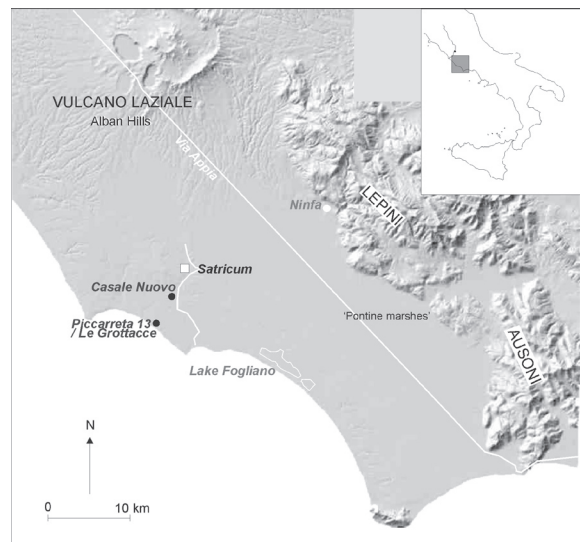 VULCANO LAZIALE
Alban Hills
Via Appia
Ninfa
LEPINI
Satricum
Casale Nuovo
Piccarreta 13
/ Le Grottacce
'Pontine marshes'
AUSONI
Lake Fogliano
N
0 10 km